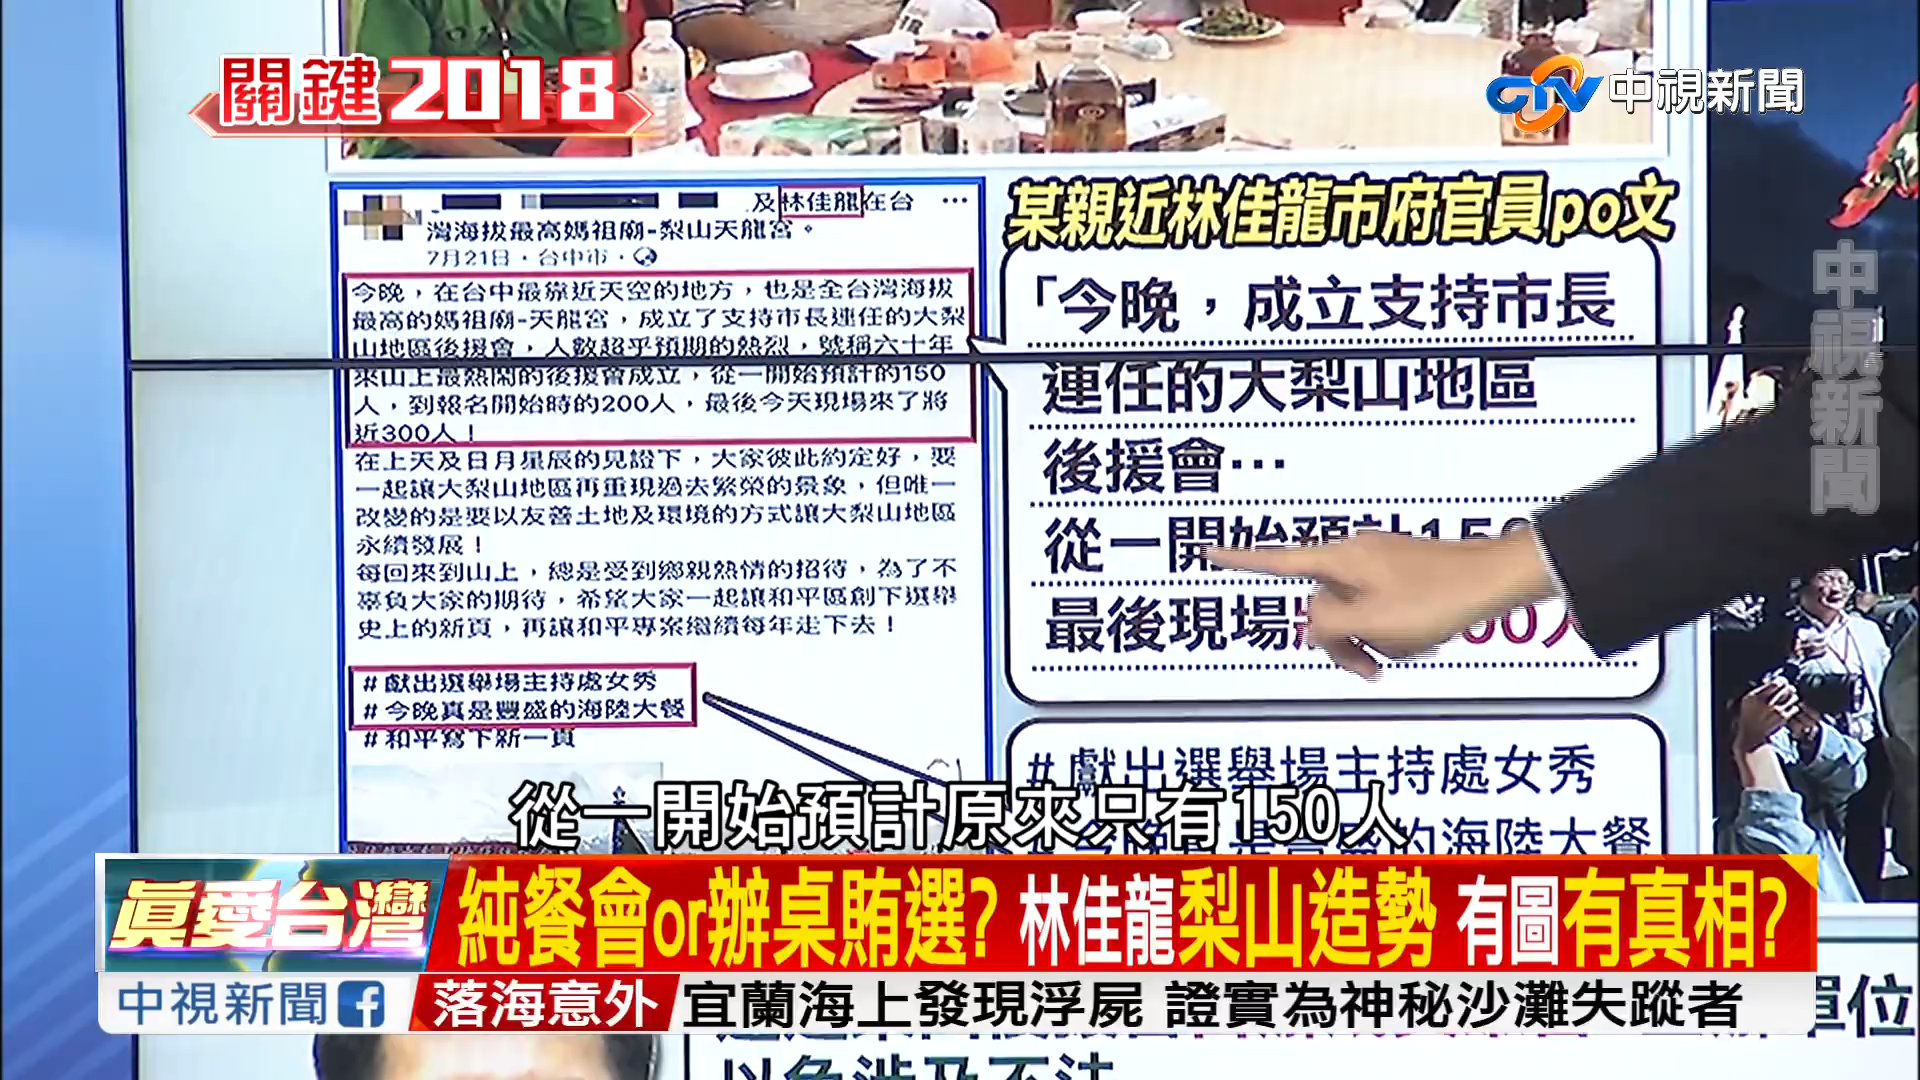 關鍵2018
CTV 中視新聞
及林佳龍在台
灣海拔最高媽祖廟-梨山天龍宮。
7月21日・台中市・
今晚，在台中最靠近天空的地方，也是全台灣海拔
最高的媽祖廟-天龍宮，成立了支持市長連任的大梨
山地區後援會，人數超乎預期的熱烈，號稱六十年
來山上最熱鬧的後援會成立，從一開始預計的150
人，到報名開始時的200人，最後今天現場來了將
近300人！
在上天及日月星辰的見證下，大家彼此約定好，要
一起讓大梨山地區再重現過去繁榮的景象，但唯一
改變的是要以友善土地及環境的方式讓大梨山地區
永續發展！
每回來到山上，總是受到鄉親熱情的招待，為了不
辜負大家的期待，希望大家一起讓和平區創下選舉
史上的新頁，再讓和平專案繼續每年走下去！
#獻出選舉場主持處女秀
#今晚真是豐盛的海陸大餐
#和平寫下新一頁
某親近林佳龍市府官員po文
「今晚，成立支持市長
連任的大梨山地區
後援會…
從一開始預計150
最後現場將
#獻出選舉場主持處女秀
的海陸大餐
中視新聞
從一開始預計原來只有150人
真愛台灣
純餐會or辦桌賄選? 林佳龍梨山造勢 有圖有真相?
中視新聞
落海意外 宜蘭海上發現浮屍 證實為神秘沙灘失蹤者
單位